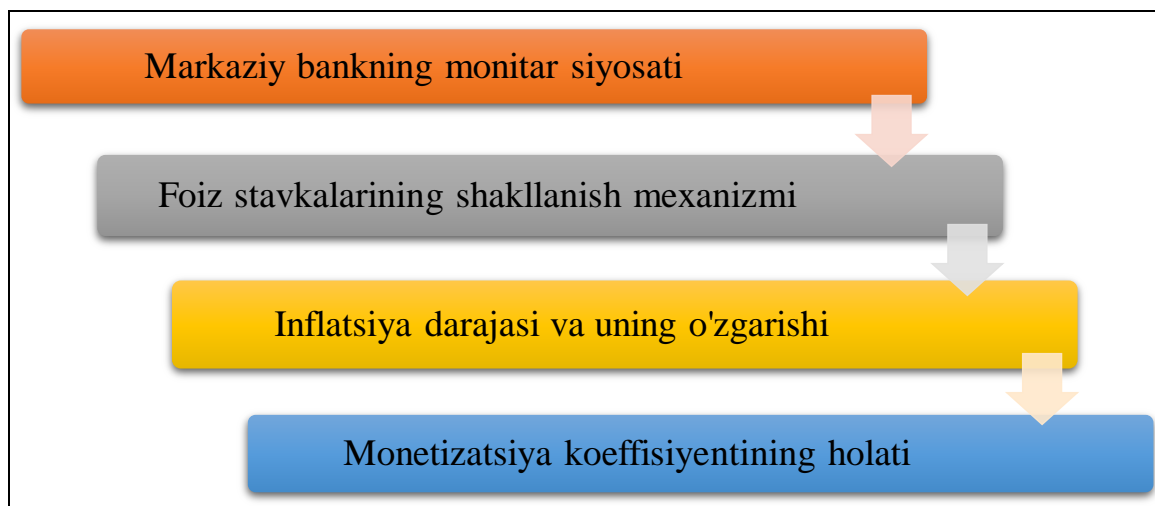 Markaziy bankning monitar siyosati
Foiz stavkalarining shakllanish mexanizmi
Inflatsiya darajasi va uning o'zgarishi
Monetizatsiya koeffisiyentining holati